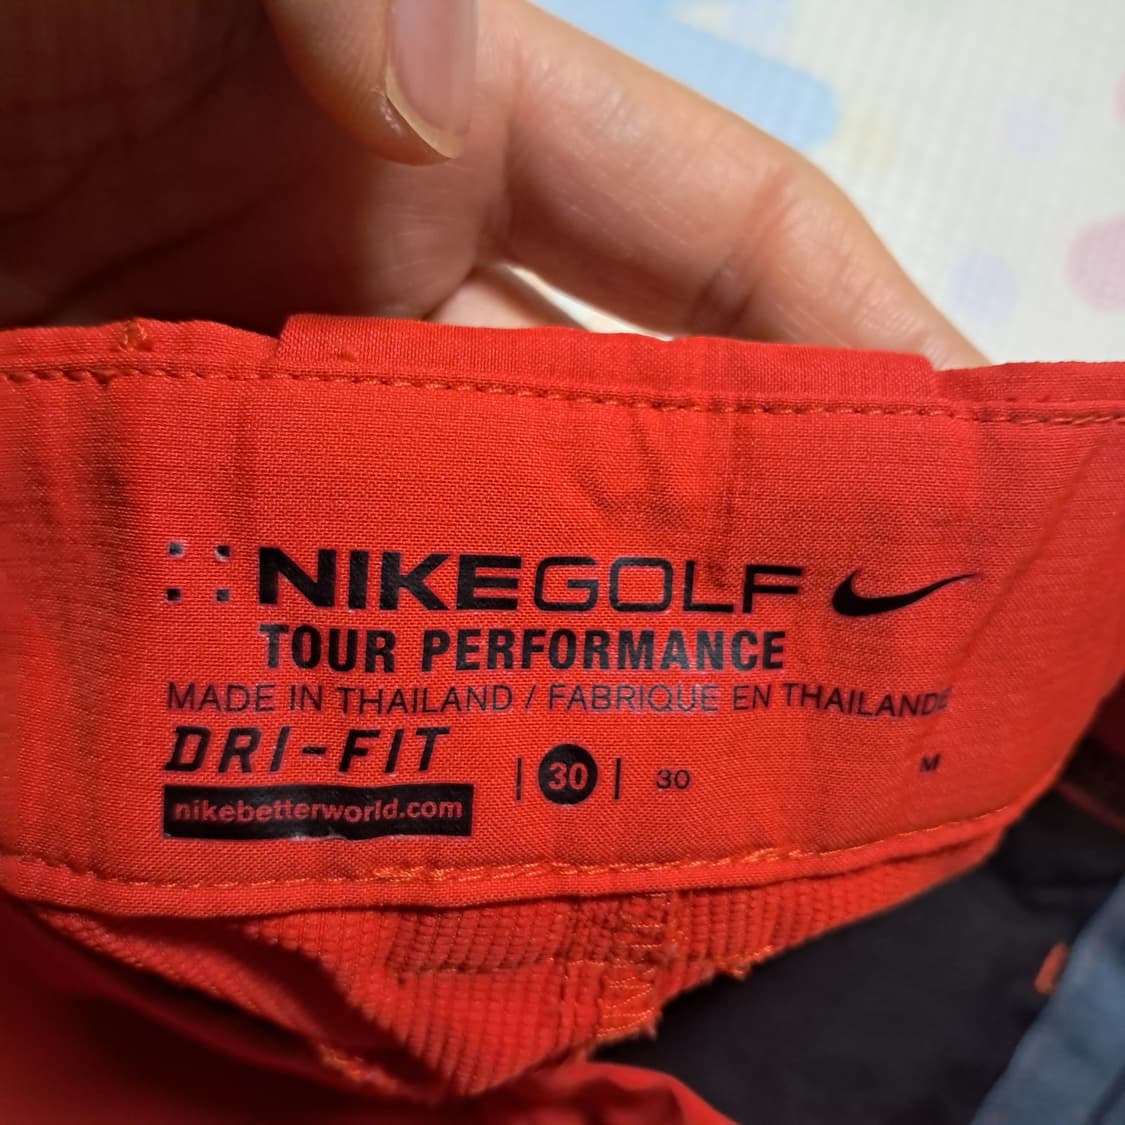 NIKEGOLF
TOUR PERFORMANCE
MADE IN THAILAND / FABRIQUE EN THAILANDE
DRI-FIT
| 30 | 30 M
nikebetterworld.com